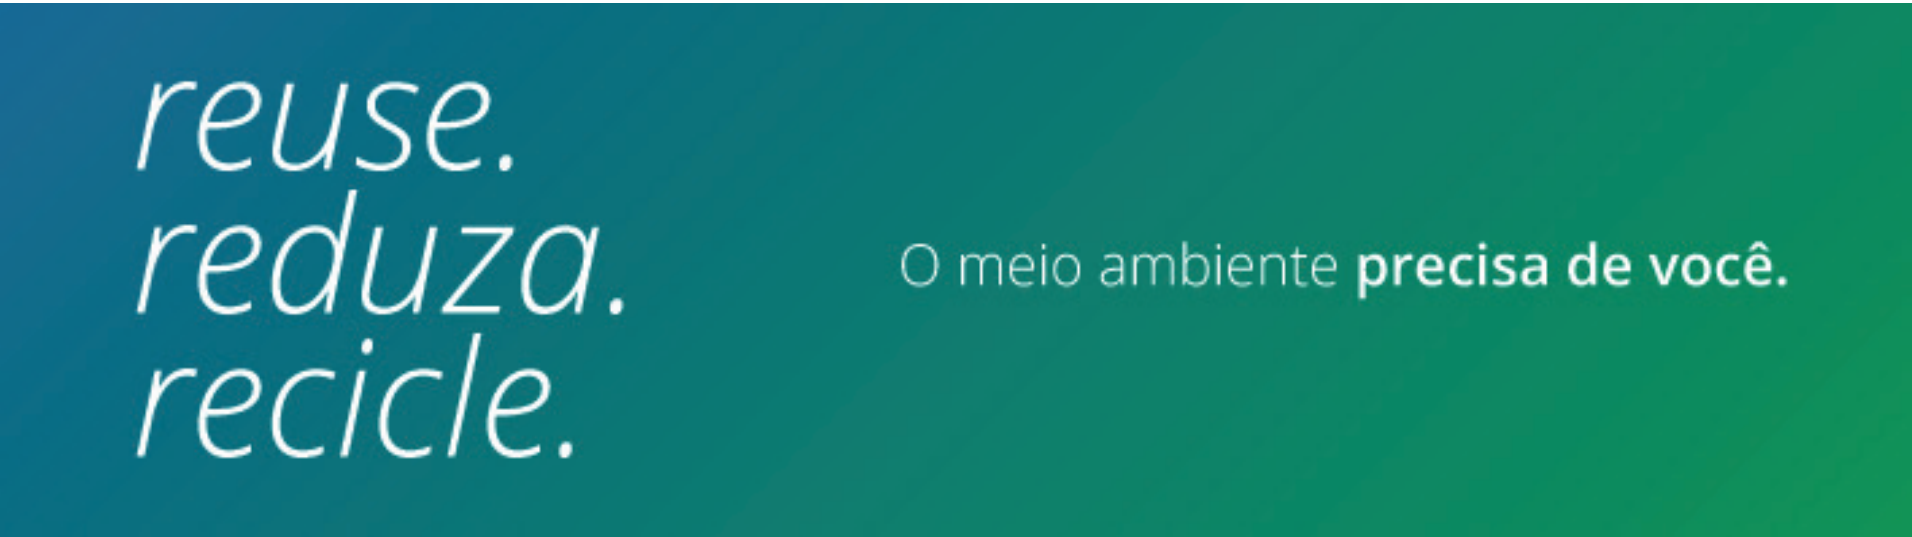 reuse.
reduza.
recicle.
O meio ambiente precisa de você.